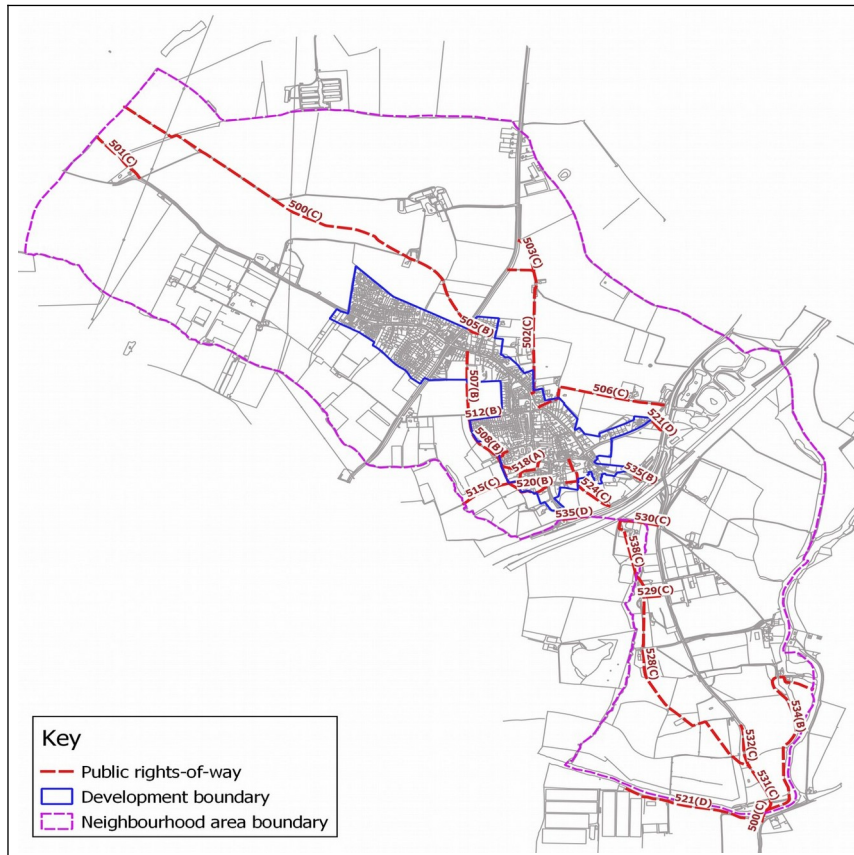 501(C)
500(C)
503(C)
505(B)
502(C)
507(B)
506(C)
512(B)
521(D)
508(B)
518(A)
535(B)
515(C)
520(B)
524(C)
535(D)
530(C)
538(C)
529(C)
528(C)
534(B)
532(C)
531(C)
521(D)
500(C)
Key
Public rights-of-way
Development boundary
Neighbourhood area boundary